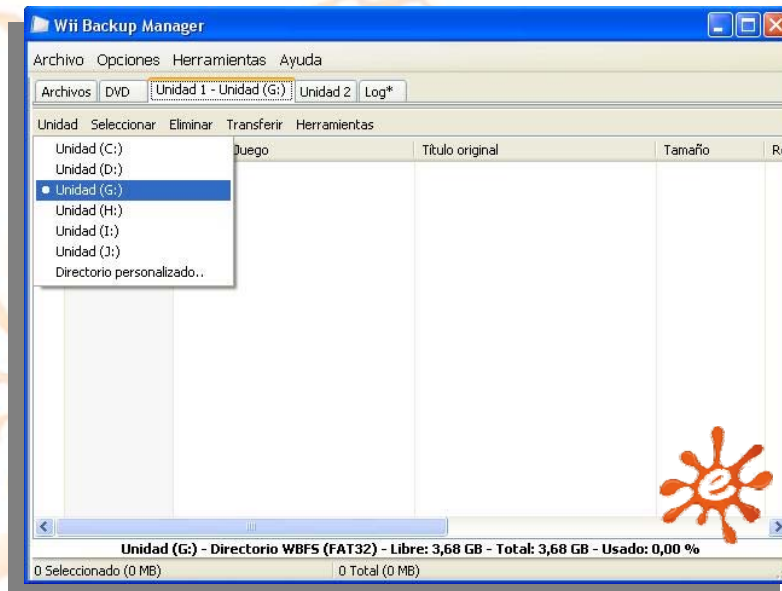 Wii Backup Manager
Archivo Opciones Herramientas Ayuda
Archivos DVD Unidad 1 - Unidad (G:) Unidad 2 Log*
Unidad Seleccionar Eliminar Transferir Herramientas
Juego Título original Tamaño
Unidad (C:)
Unidad (D:)
Unidad (G:)
Unidad (H:)
Unidad (I:)
Unidad (J:)
Directorio personalizado..
e
Unidad (G:) - Directorio WBFS (FAT32) - Libre: 3,68 GB - Total: 3,68 GB - Usado: 0,00 %
0 Seleccionado (0 MB) 0 Total (0 MB)